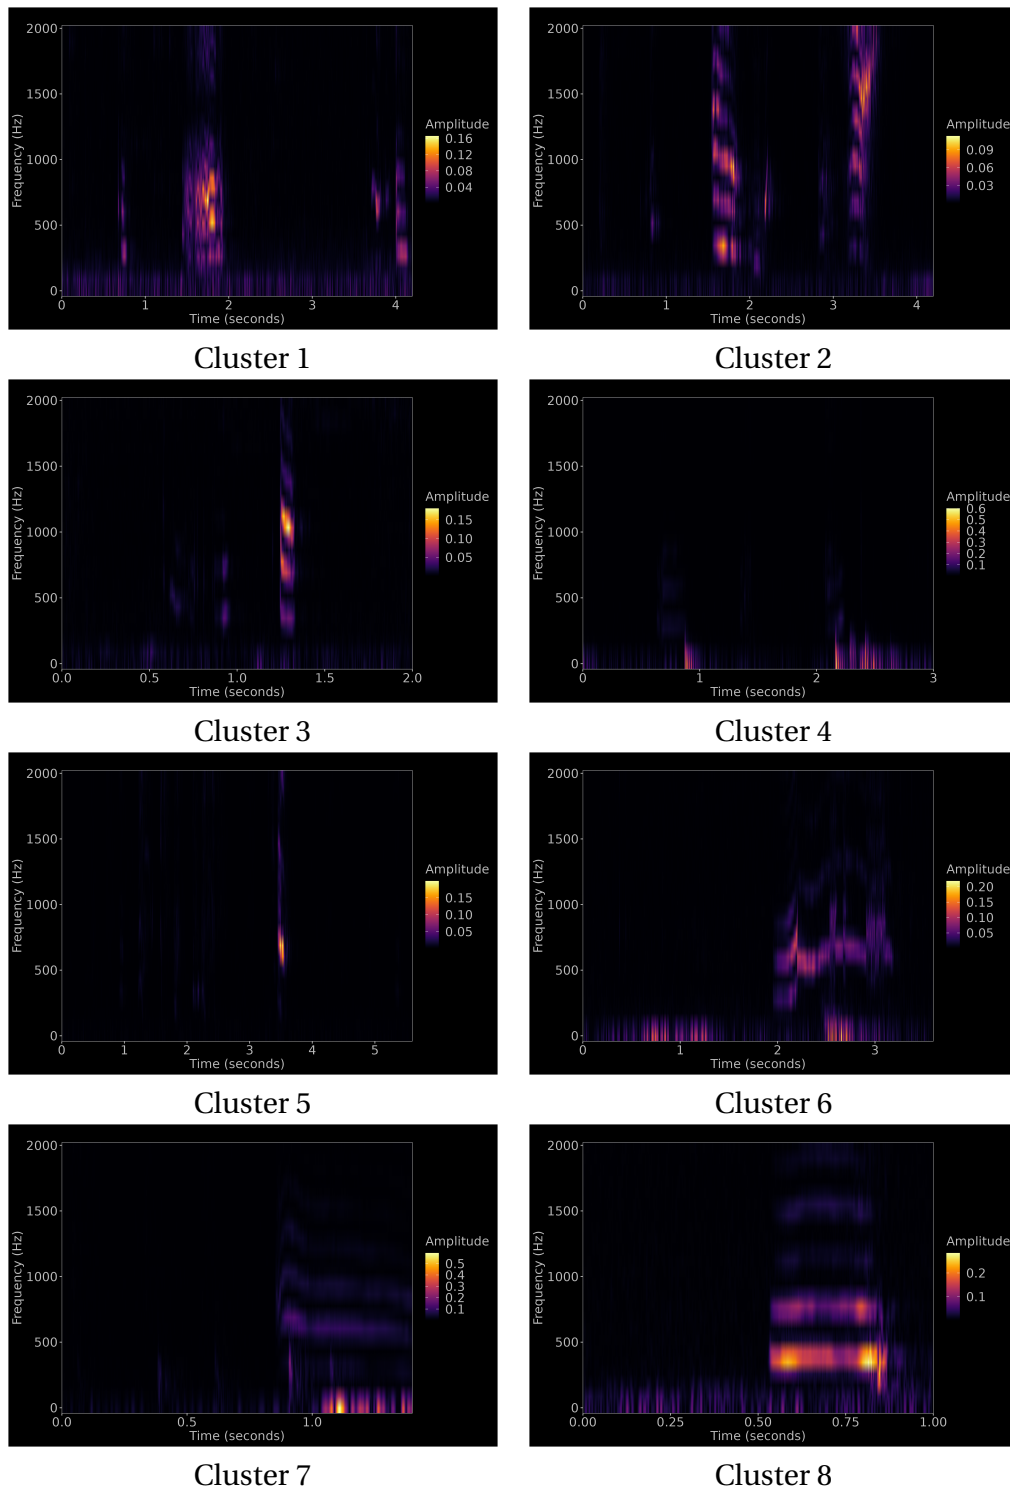 2000
1500
1000
500
0
Frequency (Hz)
0 1 2 3 4
Time (seconds)
Amplitude
0.16
0.12
0.08
0.04
Cluster 1
2000
1500
1000
500
0
Frequency (Hz)
0 1 2 3 4
Time (seconds)
Amplitude
0.09
0.06
0.03
Cluster 2
2000
1500
1000
500
0
Frequency (Hz)
0.0 0.5 1.0 1.5 2.0
Time (seconds)
Amplitude
0.15
0.10
0.05
Cluster 3
2000
1500
1000
500
0
Frequency (Hz)
0 1 2 3
Time (seconds)
Amplitude
0.6
0.5
0.4
0.3
0.2
0.1
Cluster 4
2000
1500
1000
500
0
Frequency (Hz)
0 1 2 3 4 5
Time (seconds)
Amplitude
0.15
0.10
0.05
Cluster 5
2000
1500
1000
500
0
Frequency (Hz)
0 1 2 3
Time (seconds)
Amplitude
0.20
0.15
0.10
0.05
Cluster 6
2000
1500
1000
500
0
Frequency (Hz)
0.0 0.5 1.0
Time (seconds)
Amplitude
0.5
0.4
0.3
0.2
0.1
Cluster 7
2000
1500
1000
500
0
Frequency (Hz)
0.00 0.25 0.50 0.75 1.00
Time (seconds)
Amplitude
0.2
0.1
Cluster 8